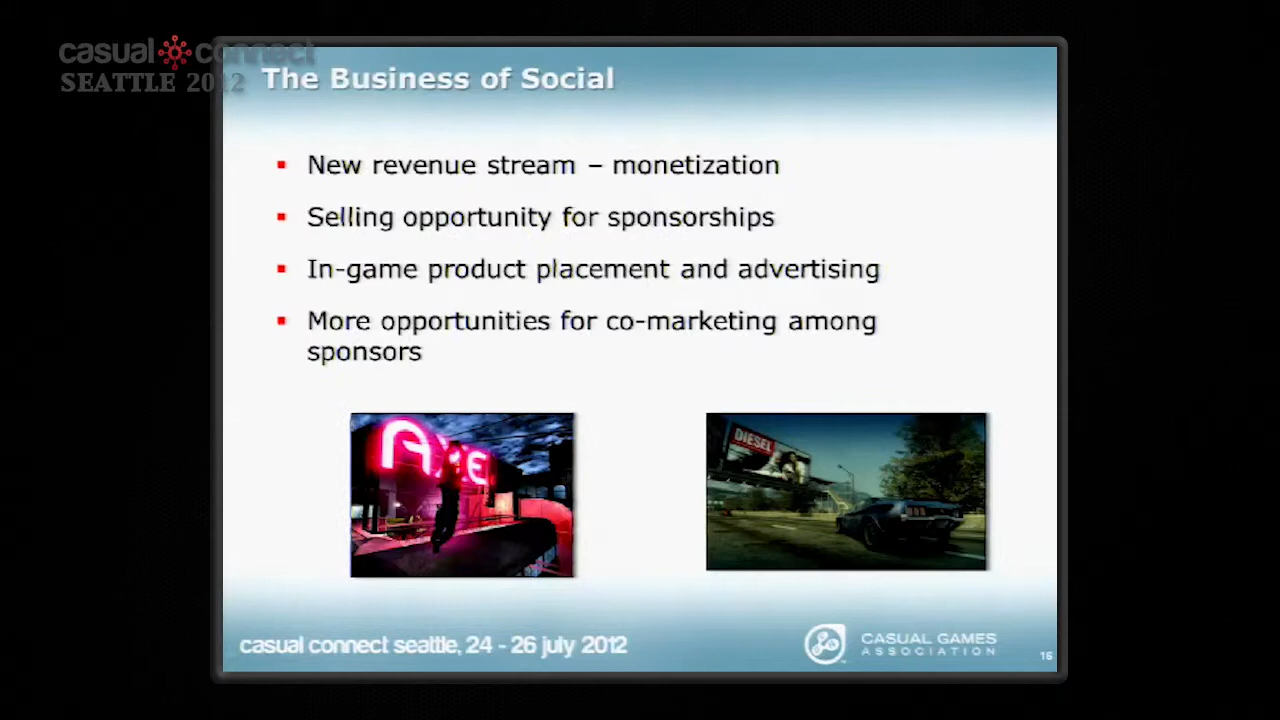 casual connect
SEATTLE 2012
The Business of Social
New revenue stream – monetization
Selling opportunity for sponsorships
In-game product placement and advertising
More opportunities for co-marketing among
sponsors
AXE
DIESEL
casual connect seattle, 24 - 26 july 2012
CASUAL GAMES
ASSOCIATION
16